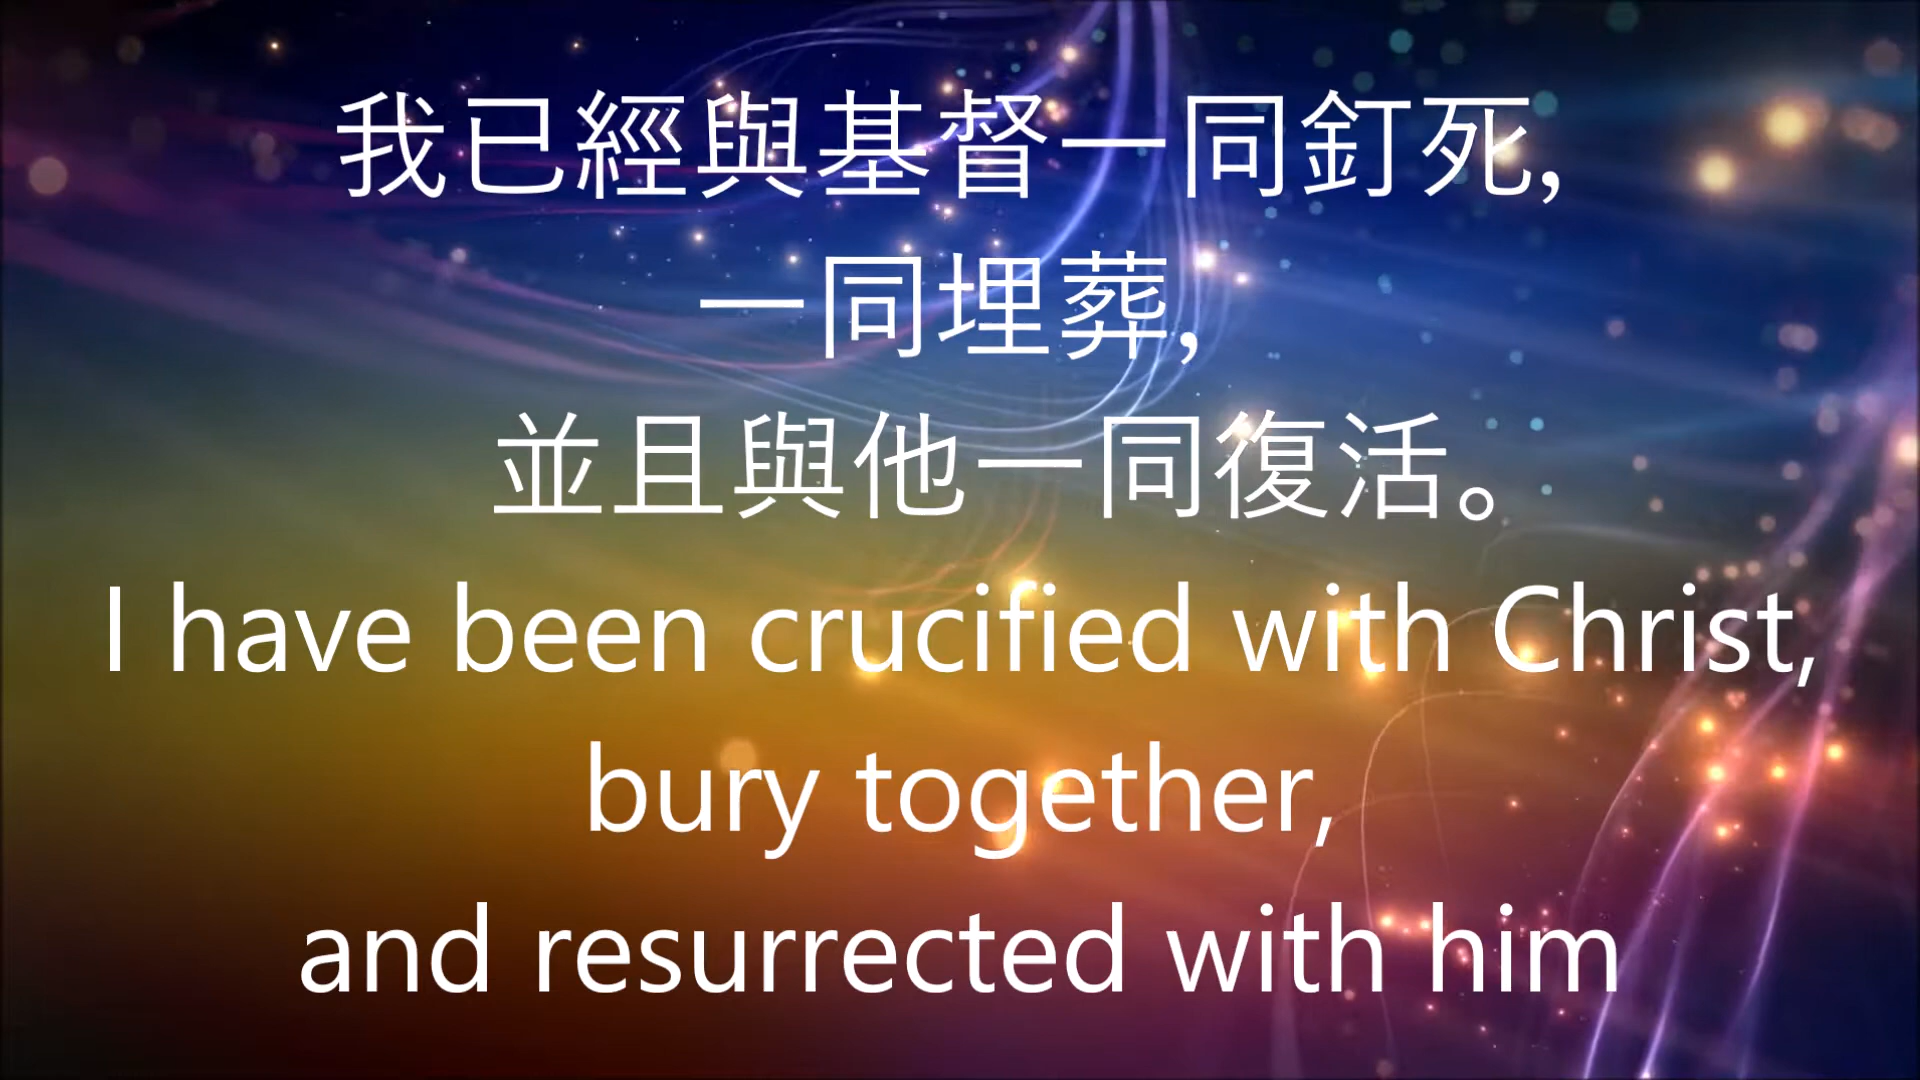 我已經與基督一同釘死,
一同埋葬,
並且與他一同復活。
I have been crucified with Christ,
bury together,
and resurrected with him